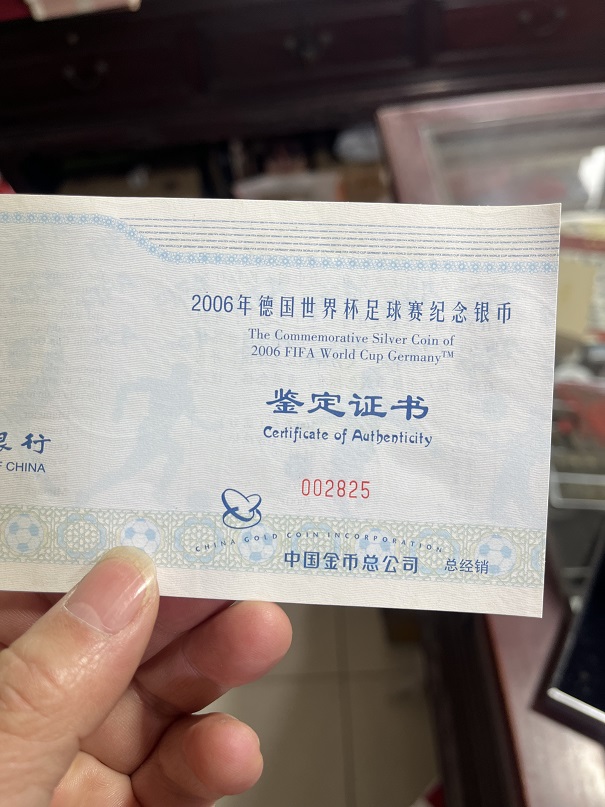 2006年德国世界杯足球赛纪念银币
The Commemorative Silver Coin of
2006 FIFA World Cup Germany™
鉴定证书
Certificate of Authenticity
行
CHINA
002825
CHINA GOLD COIN INCORPORATION
中国金币总公司 总经销